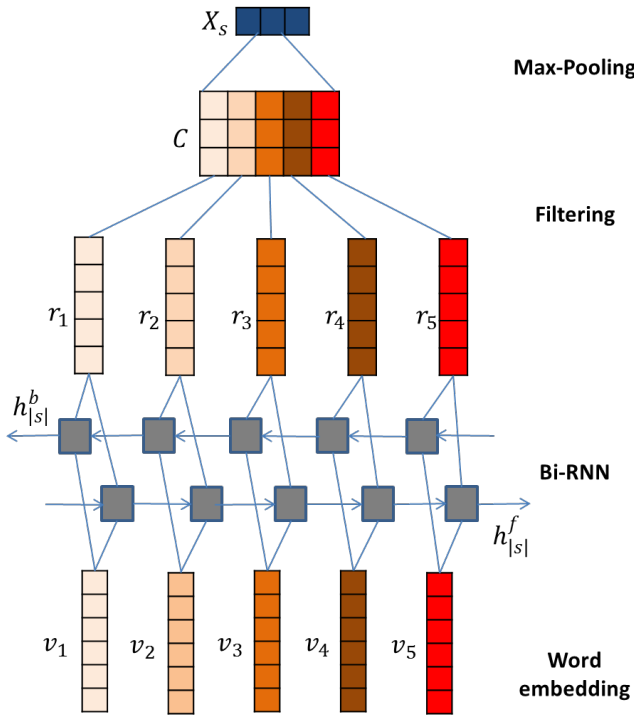 X_s
Max-Pooling
C
Filtering
r_1 r_2 r_3 r_4 r_5
h^b_{|s|}
Bi-RNN
h^f_{|s|}
v_1 v_2 v_3 v_4 v_5
Word
embedding